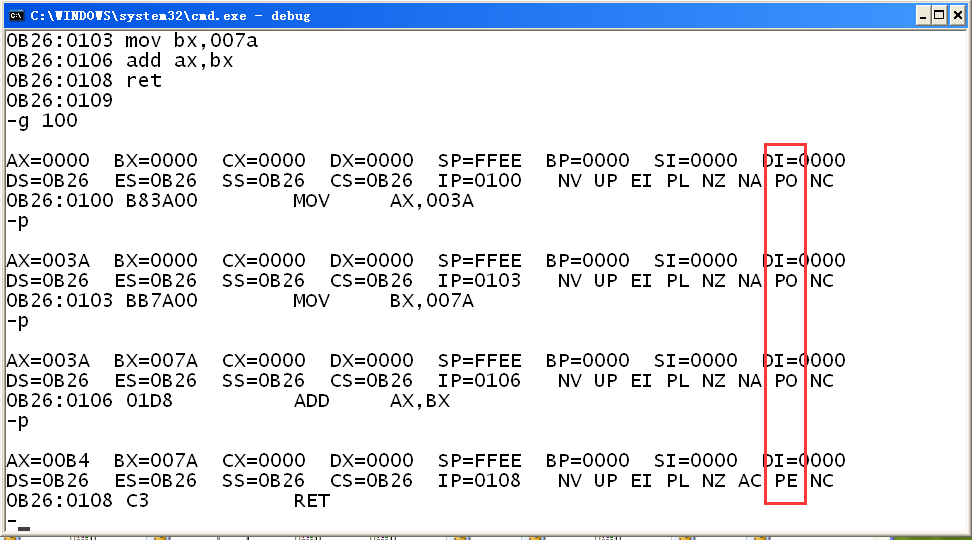 C:\WINDOWS\system32\cmd.exe - debug
0B26:0103 mov bx,007a
0B26:0106 add ax,bx
0B26:0108 ret
0B26:0109
-g 100
AX=0000  BX=0000  CX=0000  DX=0000  SP=FFEE  BP=0000  SI=0000  DI=0000
DS=0B26  ES=0B26  SS=0B26  CS=0B26  IP=0100   NV UP EI PL NZ NA PO NC
0B26:0100 B83A00        MOV     AX,003A
-p
AX=003A  BX=0000  CX=0000  DX=0000  SP=FFEE  BP=0000  SI=0000  DI=0000
DS=0B26  ES=0B26  SS=0B26  CS=0B26  IP=0103   NV UP EI PL NZ NA PO NC
0B26:0103 BB7A00        MOV     BX,007A
-p
AX=003A  BX=007A  CX=0000  DX=0000  SP=FFEE  BP=0000  SI=0000  DI=0000
DS=0B26  ES=0B26  SS=0B26  CS=0B26  IP=0106   NV UP EI PL NZ NA PO NC
0B26:0106 01D8          ADD     AX,BX
-p
AX=00B4  BX=007A  CX=0000  DX=0000  SP=FFEE  BP=0000  SI=0000  DI=0000
DS=0B26  ES=0B26  SS=0B26  CS=0B26  IP=0108   NV UP EI PL NZ AC PE NC
0B26:0108 C3            RET
-_